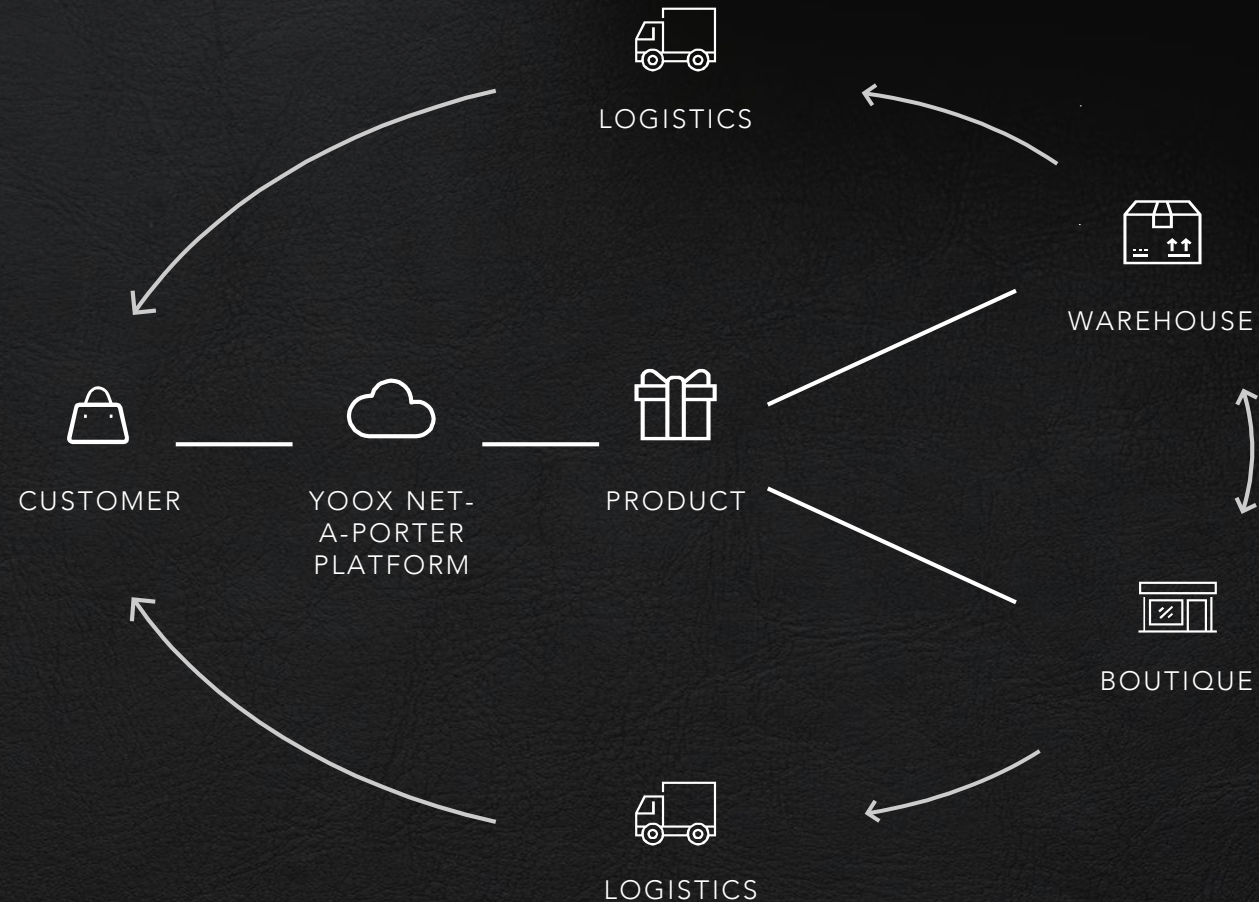 LOGISTICS
WAREHOUSE
CUSTOMER
YOOX NET-
A-PORTER
PLATFORM
PRODUCT
BOUTIQUE
LOGISTICS